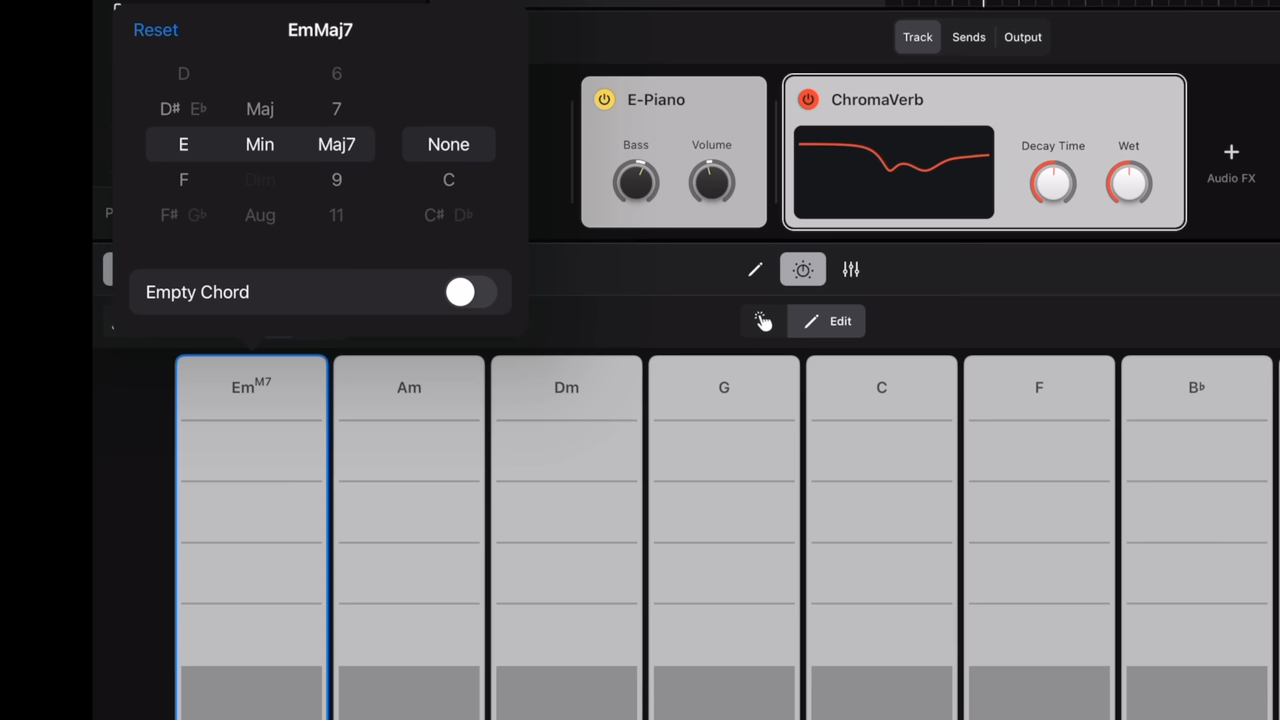 Reset EmMaj7
D 6
D# E♭ Maj 7
E Min Maj7 None
F Dim 9 C
F# G♭ Aug 11 C# D♭
Empty Chord
Track Sends Output
E-Piano
Bass Volume
ChromaVerb
Decay Time Wet
+
Audio FX
Edit
EmM7 Am Dm G C F B♭